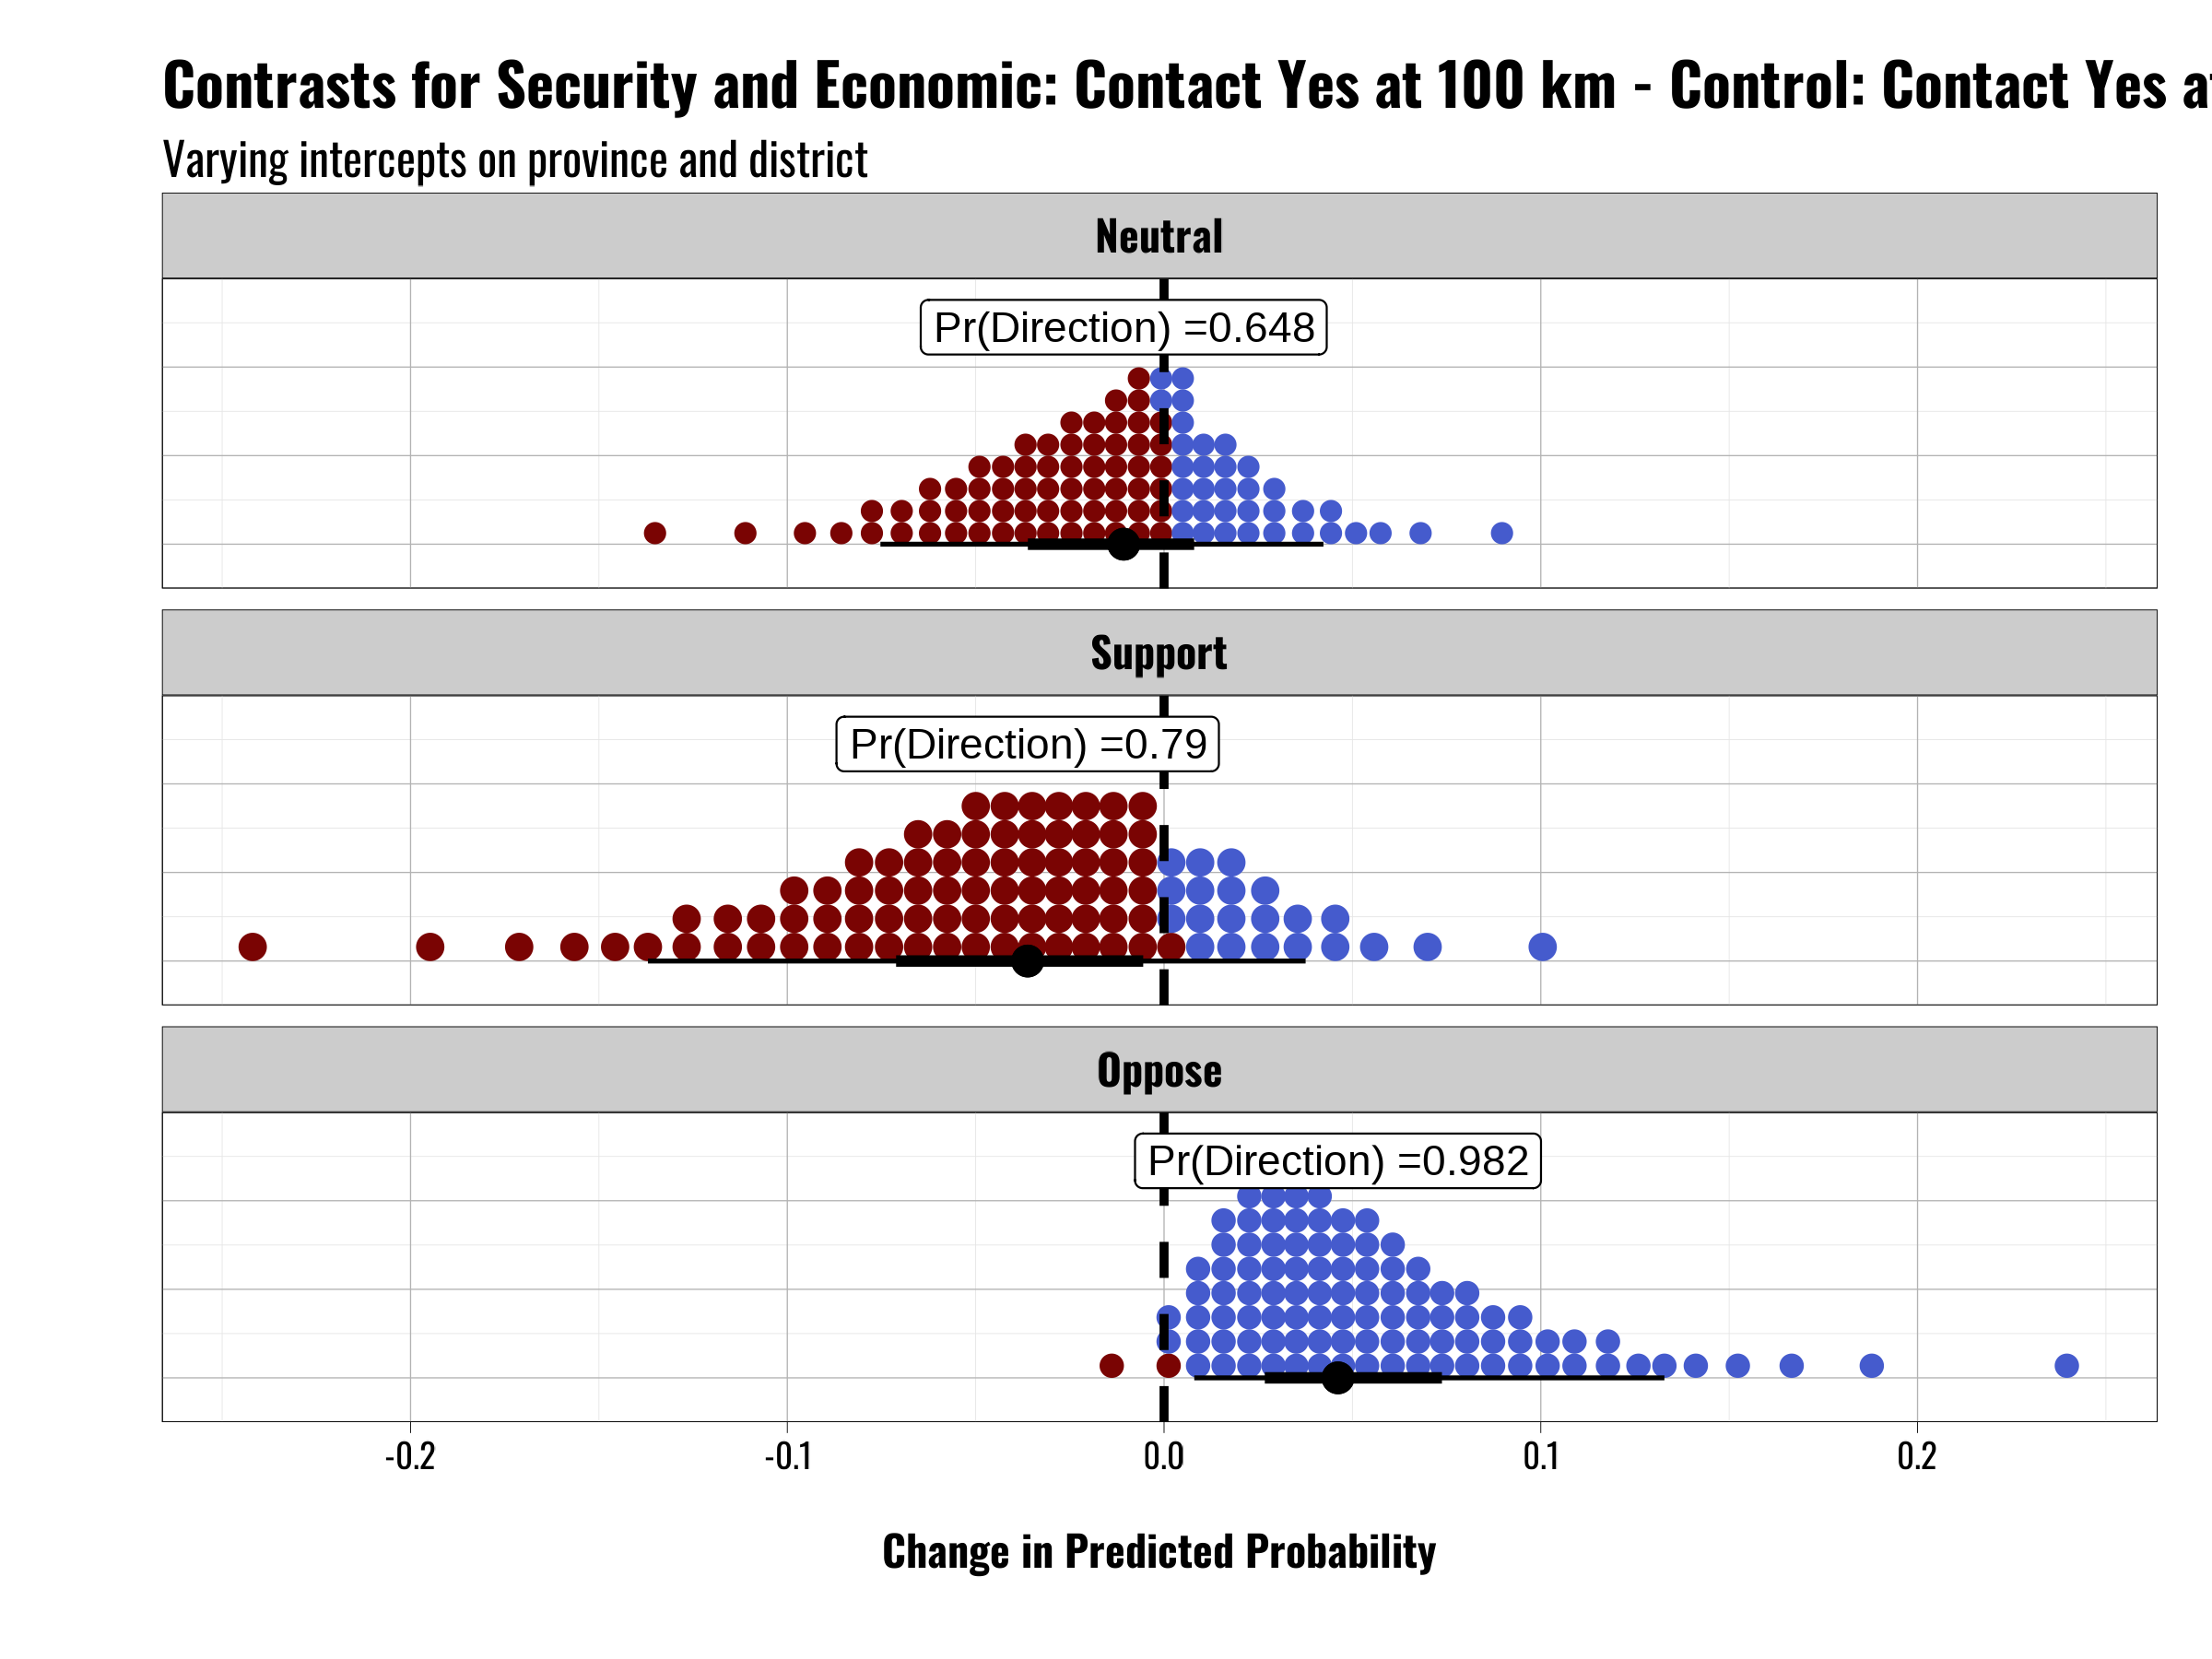 Contrasts for Security and Economic: Contact Yes at 100 km - Control: Contact Yes
Varying intercepts on province and district
Neutral
Pr(Direction) =0.648
Support
Pr(Direction) =0.79
Oppose
Pr(Direction) =0.982
-0.2 -0.1 0.0 0.1 0.2
Change in Predicted Probability